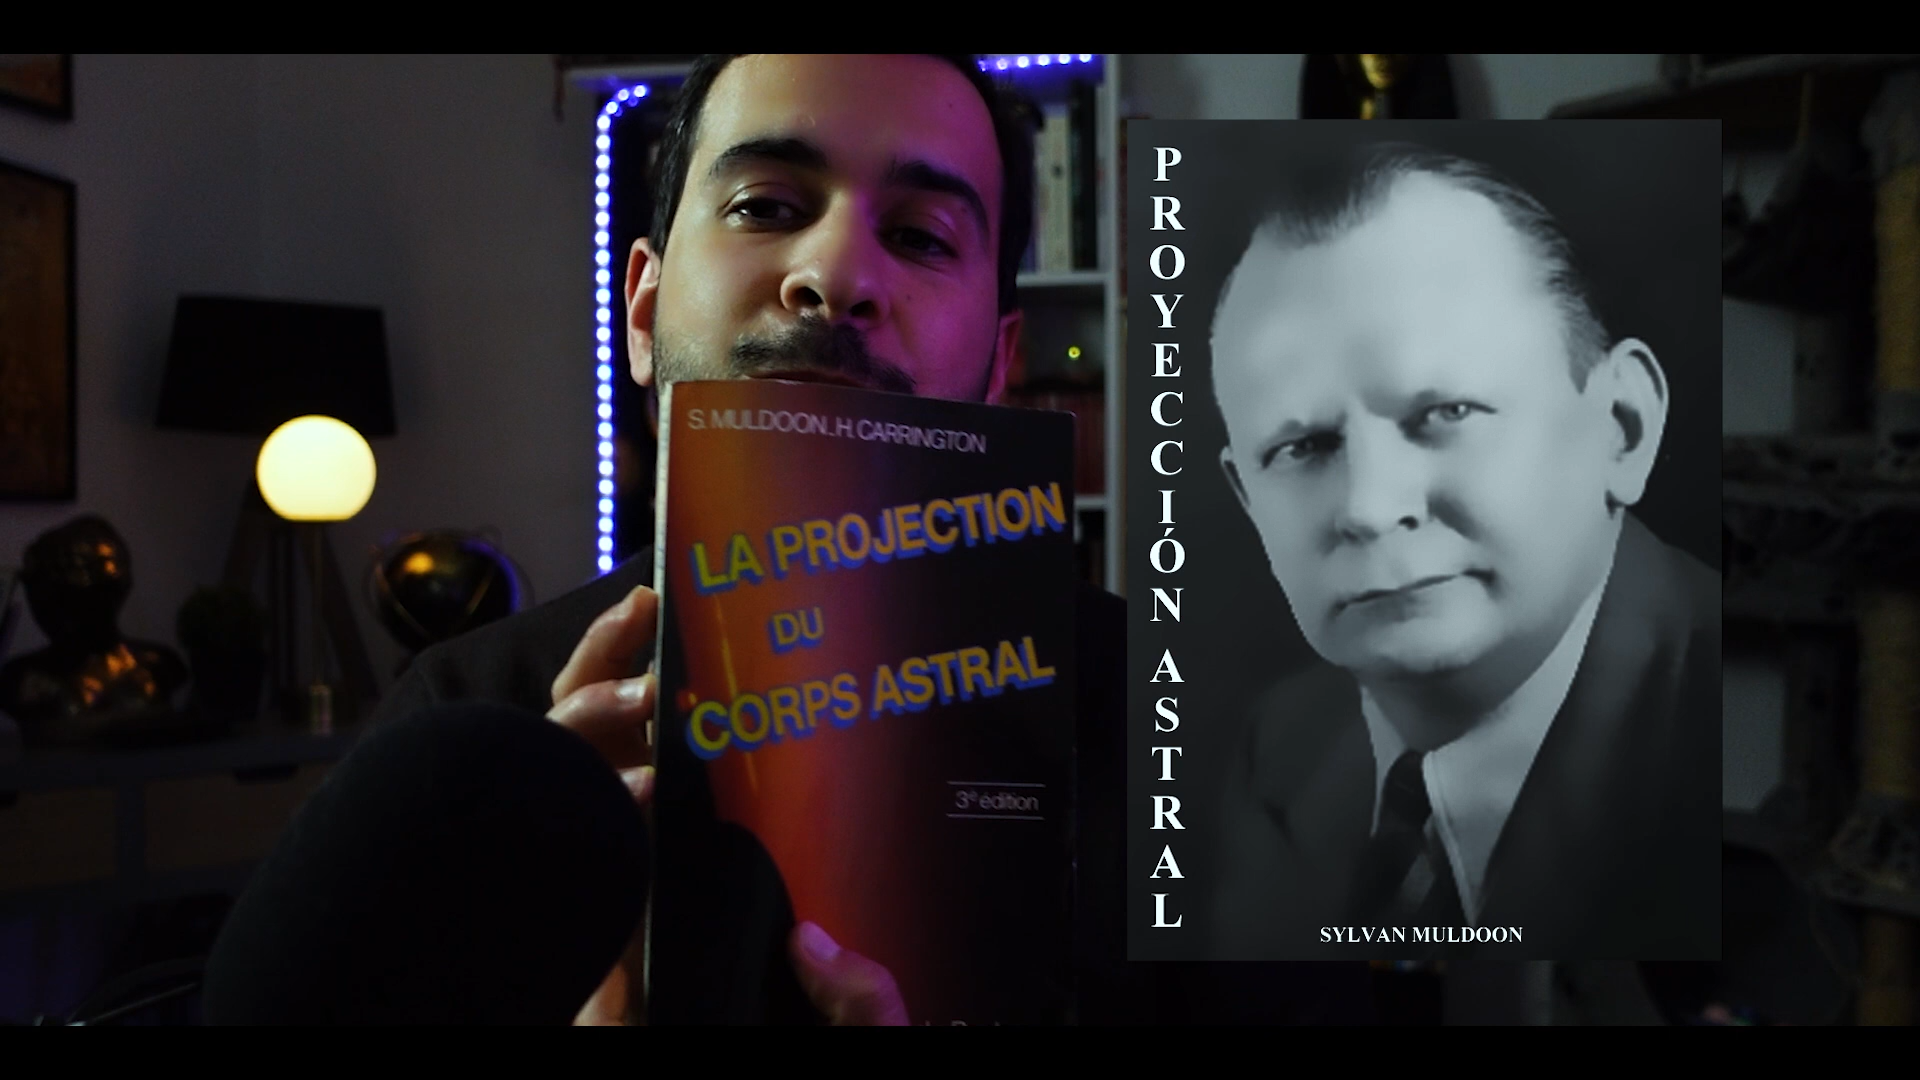 S. MULDOON. H. CARRINGTON
LA PROJECTION
DU
CORPS ASTRAL
3e édition
PROYECCIÓN ASTRAL
SYLVAN MULDOON